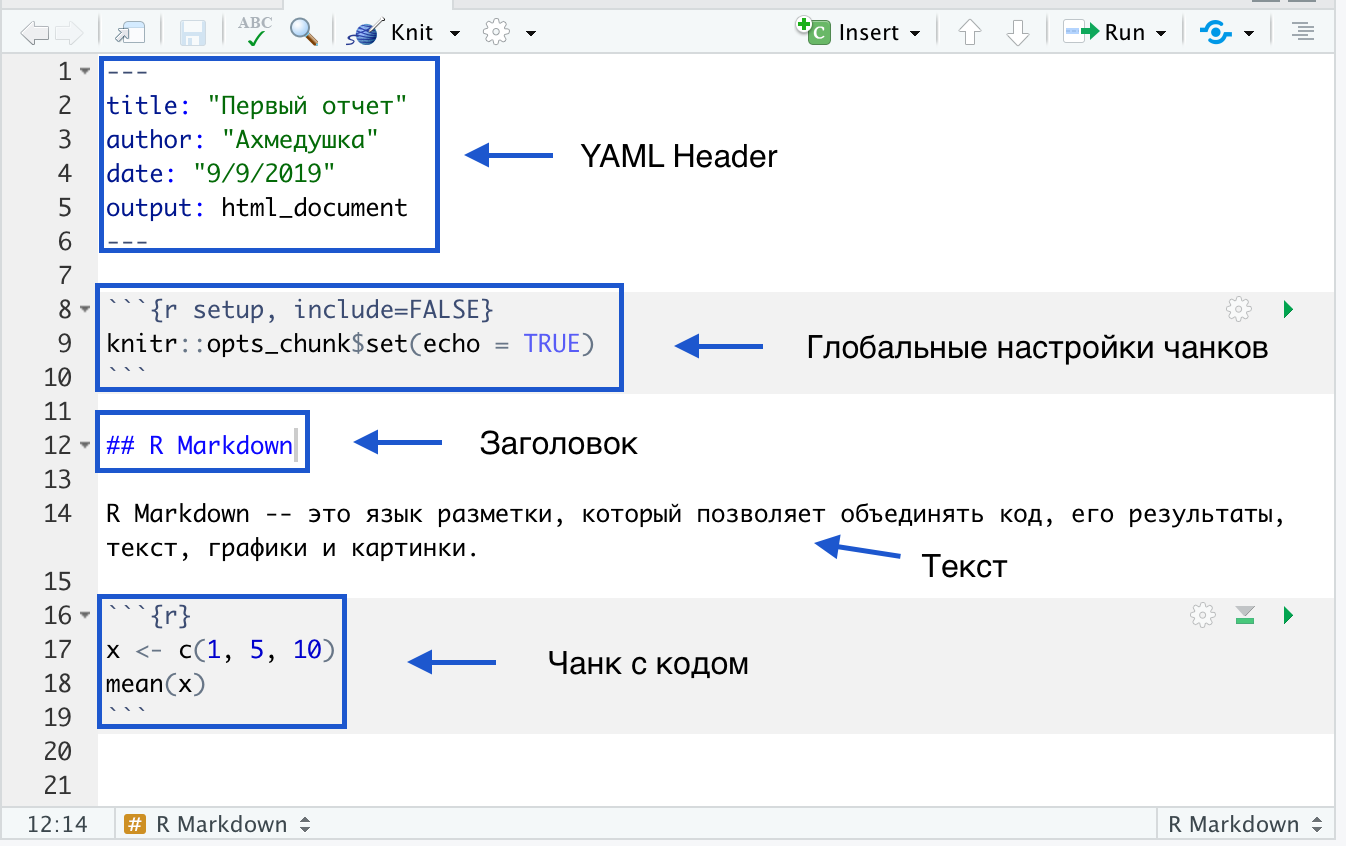 ABC Knit Insert Run
1 ---
2 title: "Первый отчет"
3 author: "Ахмедушка"
4 date: "9/9/2019"
YAML Header
5 output: html_document
6 ---
7
8 ```{r setup, include=FALSE}
9 knitr::opts_chunk$set(echo = TRUE)
Глобальные настройки чанков
10 ```
11
12 ## R Markdown
Заголовок
13
14 R Markdown -- это язык разметки, который позволяет объединять код, его результаты,
текст, графики и картинки.
Текст
15
16 ```{r}
17 x <- c(1, 5, 10)
Чанк с кодом
18 mean(x)
19 ```
20
21
12:14 # R Markdown R Markdown